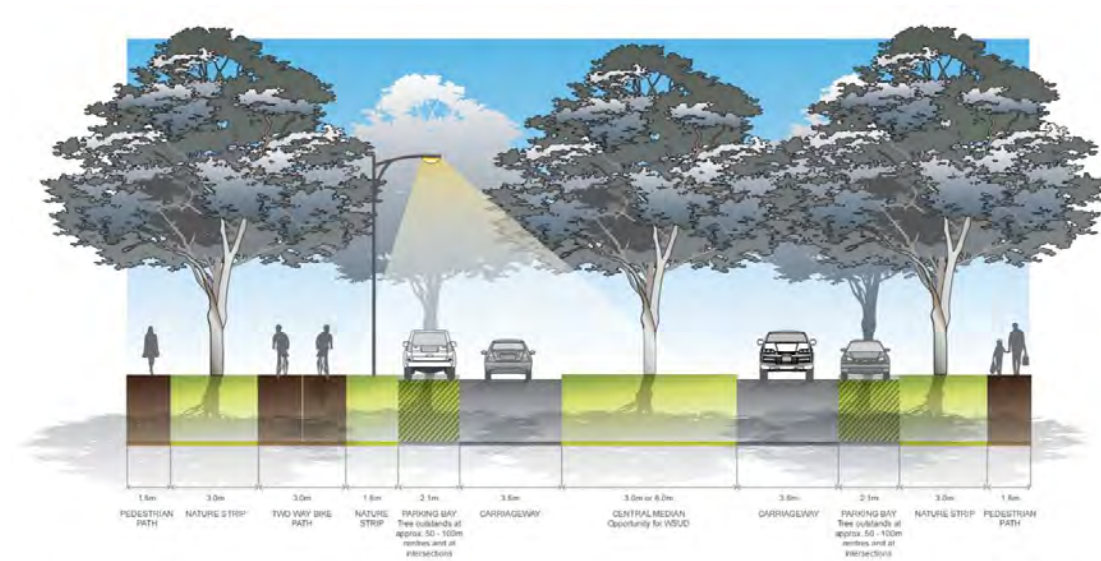 1.5m 3.0m 3.0m 1.8m 2.1m 3.5m 3.0m or 6.0m 3.5m 2.1m 3.0m 1.5m
PEDESTRIAN PATH
NATURE STRIP
TWO WAY BIKE
PATH
NATURE
STRIP
PARKING BAY
Tree outstands at
approx. 50 - 100m
centres and at
intersections
CARRIAGEWAY
CENTRAL MEDIAN
Opportunity for WSUD
CARRIAGEWAY
PARKING BAY
Tree outstands at
approx. 50 - 100m
centres and at
intersections
NATURE STRIP
PEDESTRIAN
PATH